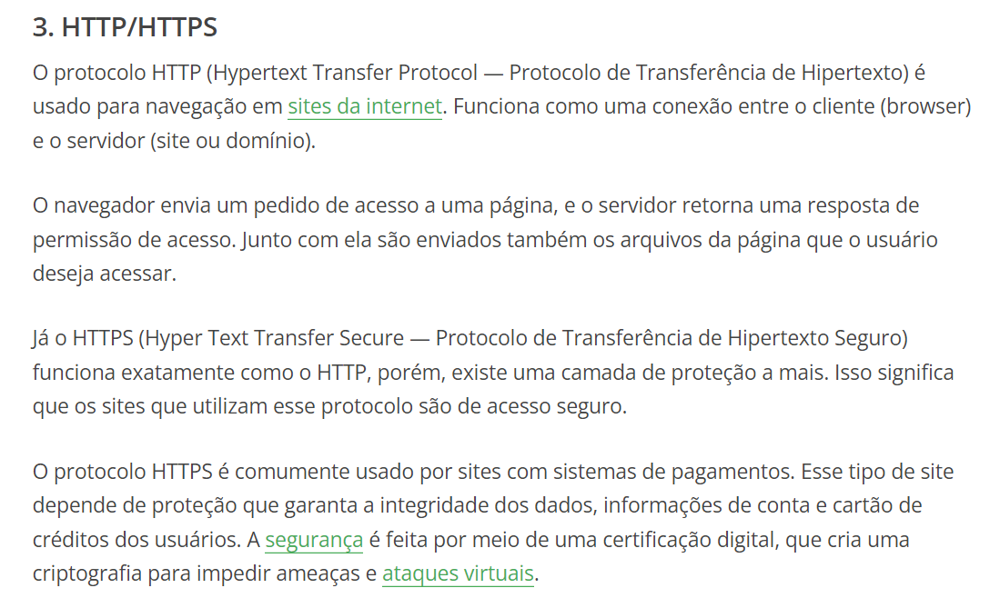 3. HTTP/HTTPS
O protocolo HTTP (Hypertext Transfer Protocol — Protocolo de Transferência de Hipertexto) é
usado para navegação em sites da internet. Funciona como uma conexão entre o cliente (browser)
e o servidor (site ou domínio).
O navegador envia um pedido de acesso a uma página, e o servidor retorna uma resposta de
permissão de acesso. Junto com ela são enviados também os arquivos da página que o usuário
deseja acessar.
Já o HTTPS (Hyper Text Transfer Secure — Protocolo de Transferência de Hipertexto Seguro)
funciona exatamente como o HTTP, porém, existe uma camada de proteção a mais. Isso significa
que os sites que utilizam esse protocolo são de acesso seguro.
O protocolo HTTPS é comumente usado por sites com sistemas de pagamentos. Esse tipo de site
depende de proteção que garanta a integridade dos dados, informações de conta e cartão de
créditos dos usuários. A segurança é feita por meio de uma certificação digital, que cria uma
criptografia para impedir ameaças e ataques virtuais.